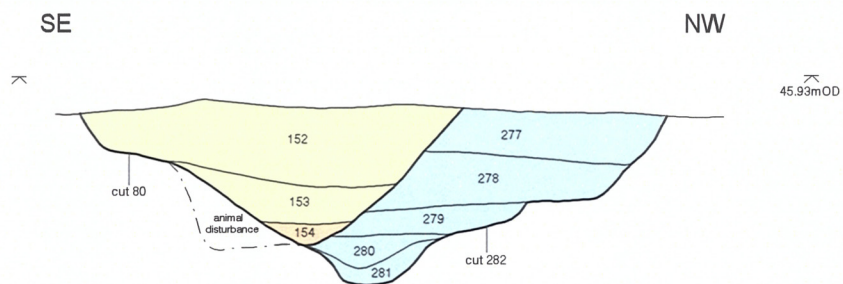 SE
NW
45.93mOD
152
277
278
cut 80
153
animal
disturbance
154
279
280
cut 282
281